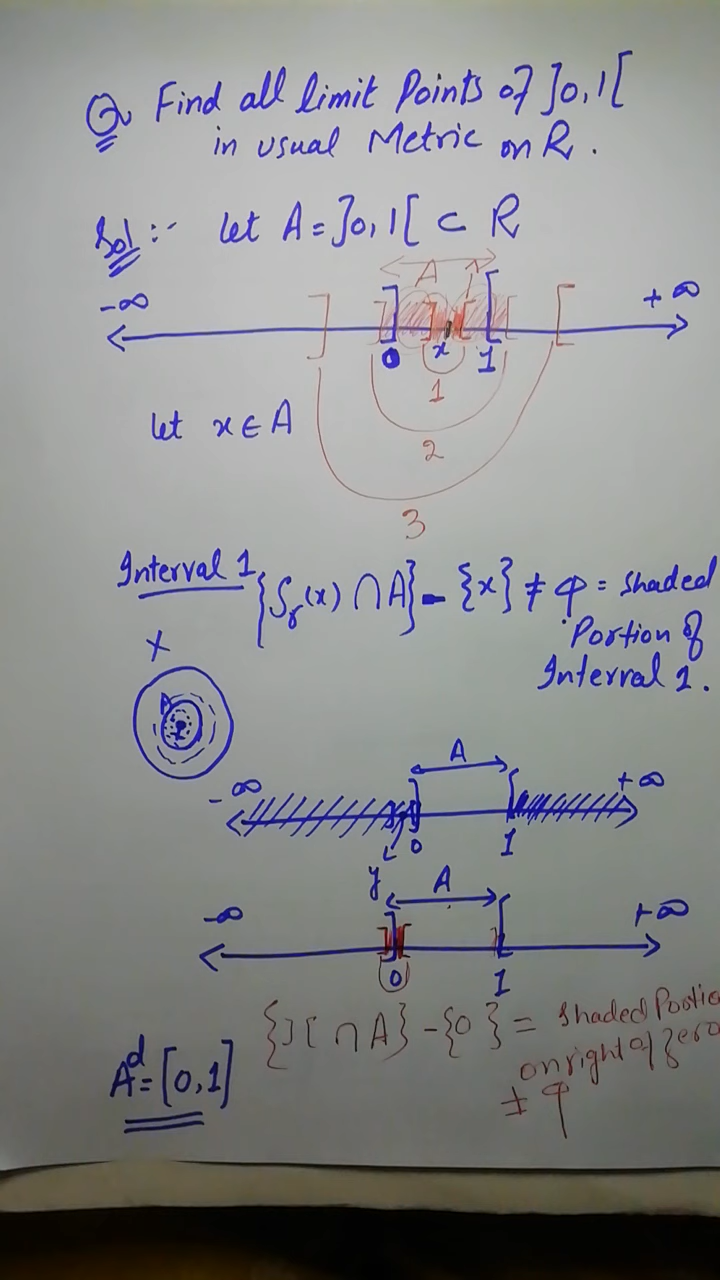 Q Find all limit Points of ]0,1[
in usual Metric on R.
Sol:- let A = ]0,1[ ⊂ R
A
-∞ +∞
0 x 1
1
let x ∈ A
2
3
Interval 1 {Sᵣ(x) ∩ A} - {x} ≠ φ = shaded
Portion of
Interval 1.
X
A
A
-∞ +∞
0 1
y
A
-∞ +∞
0 1
{][ ∩ A} - {0} = shaded Portio
on right of Zero
≠ φ
Aᵈ = [0,1]